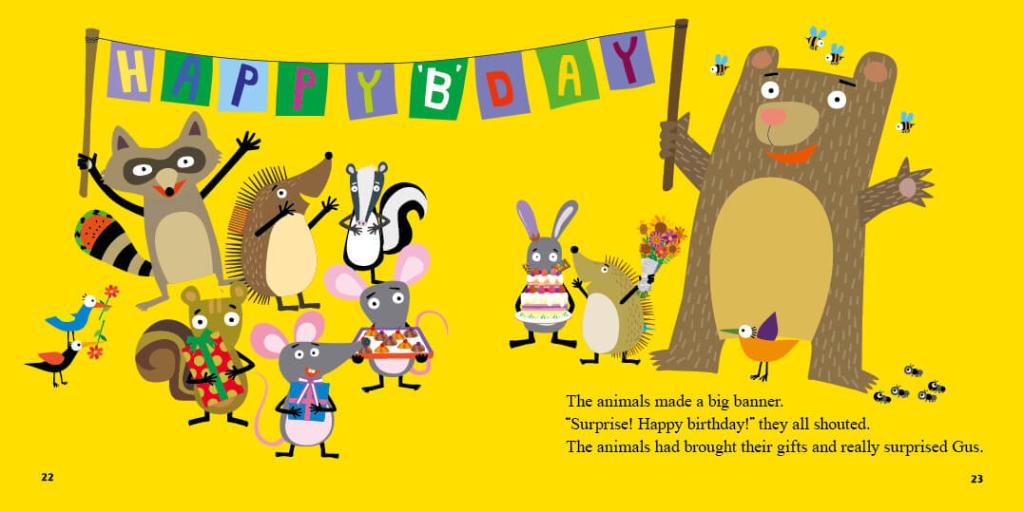 HAPPY 'B' DAY
The animals made a big banner.
"Surprise! Happy birthday!" they all shouted.
The animals had brought their gifts and really surprised Gus.
22
23